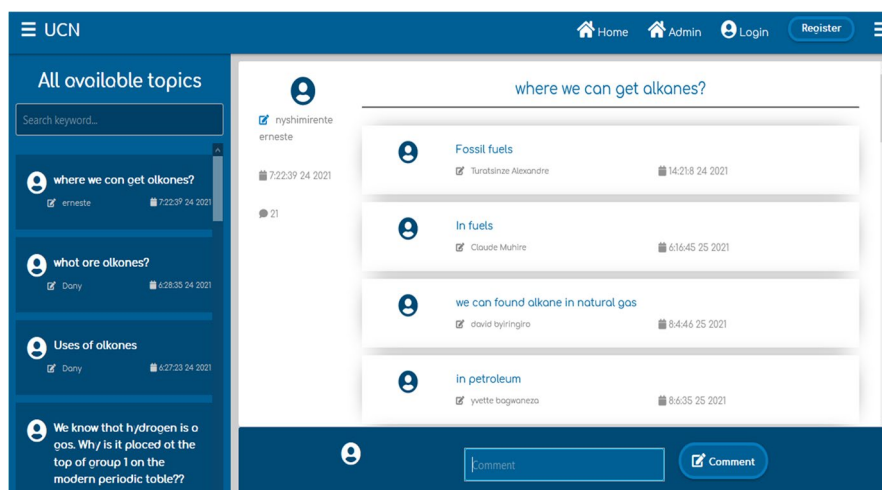 UCN
Home Admin Login Register
All available topics
Search keyword...
where we can get alkanes?
erneste 7:22:39 24 2021
what are alkanes?
Dany 6:28:35 24 2021
Uses of alkanes
Dany 6:27:23 24 2021
We know that hydrogen is a
gas. Why is it placed at the
top of group 1 on the
modern periodic table??
nyshimirente
erneste
7:22:39 24 2021
21
where we can get alkanes?
Fossil fuels
Turatsinze Alexandre 14:21:8 24 2021
In fuels
Claude Muhire 6:16:45 25 2021
we can found alkane in natural gas
david byiringiro 8:4:46 25 2021
in petroleum
yvette bagwaneza 8:6:35 25 2021
Comment
Comment